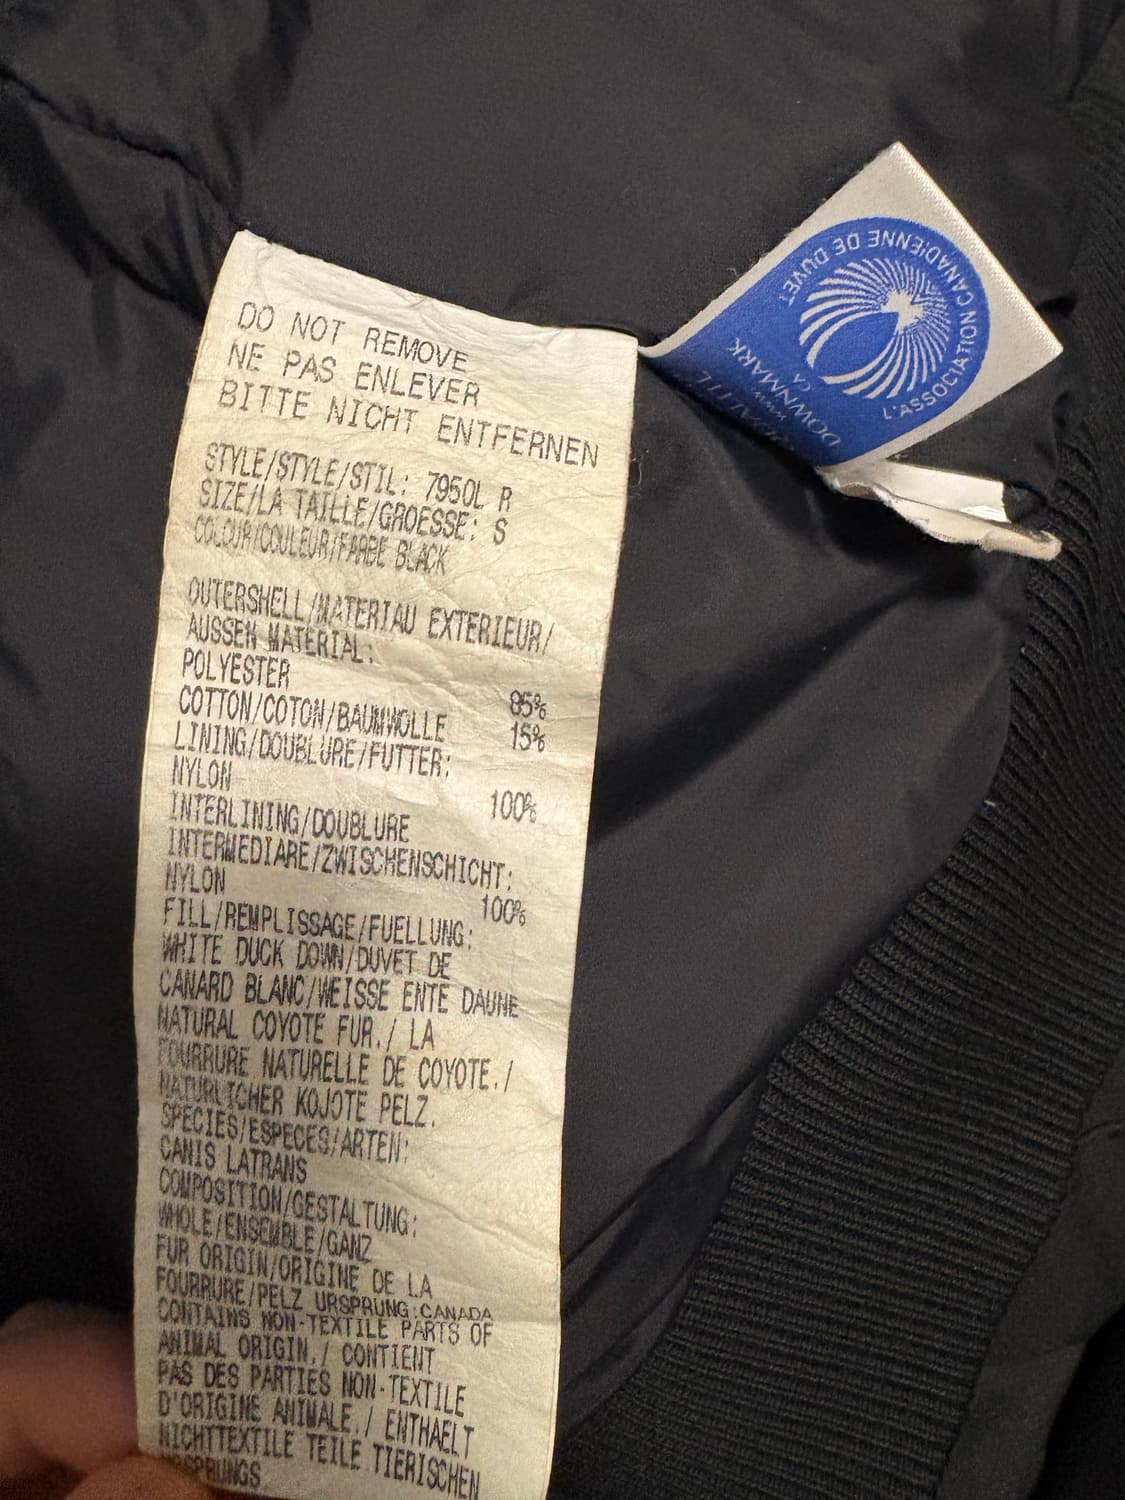 DO NOT REMOVE
NE PAS ENLEVER
BITTE NICHT ENTFERNEN
STYLE/STYLE/STIL: 7950L R
SIZE/LA TAILLE/GROESSE: S
COLOUR/COULEUR/FARBE BLACK
OUTERSHELL/MATERIAU EXTERIEUR/
AUSSEN MATERIAL:
POLYESTER 85%
COTTON/COTON/BAUMWOLLE 15%
LINING/DOUBLURE/FUTTER:
NYLON 100%
INTERLINING/DOUBLURE
INTERMEDIARE/ZWISCHENSCHICHT:
NYLON 100%
FILL/REMPLISSAGE/FUELLUNG:
WHITE DUCK DOWN/DUVET DE
CANARD BLANC/WEISSE ENTE DAUNE
NATURAL COYOTE FUR./ LA
FOURRURE NATURELLE DE COYOTE./
NATURLICHER KOJOTE PELZ.
SPECIES/ESPECES/ARTEN:
CANIS LATRANS
COMPOSITION/GESTALTUNG:
WHOLE/ENSEMBLE/GANZ
FUR ORIGIN/ORIGINE DE LA
FOURRURE/PELZ URSPRUNG:CANADA
CONTAINS NON-TEXTILE PARTS OF
ANIMAL ORIGIN./ CONTIENT
PAS DES PARTIES NON-TEXTILE
D'ORIGINE ANIMALE./ ENTHAELT
NICHTTEXTILE TEILE TIERISCHEN
URSPRUNGS
L'ASSOCIATION CANADIENNE DE DUVET
DOWNMARK